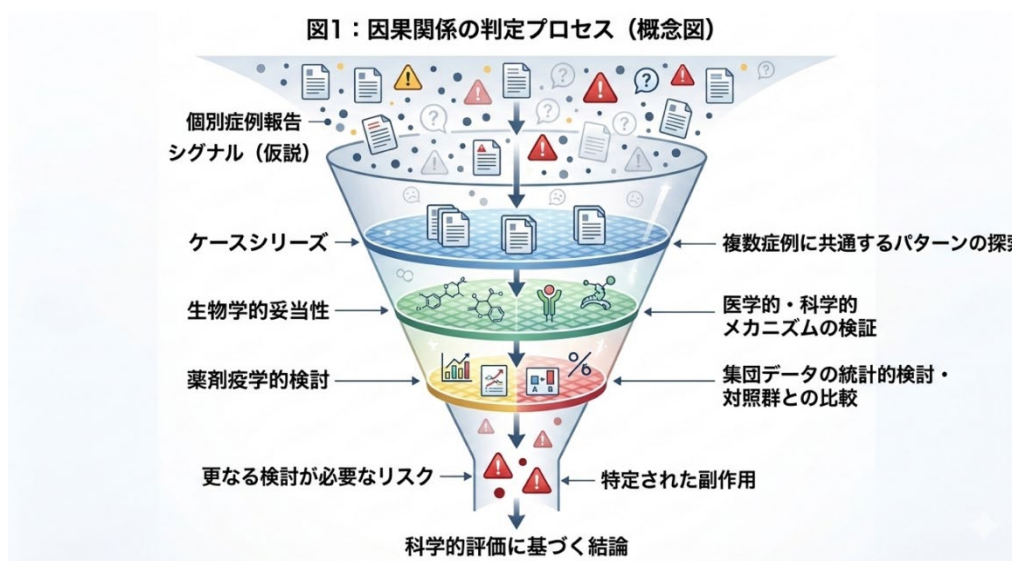 図1：因果関係の判定プロセス（概念図）
個別症例報告
シグナル（仮説）
ケースシリーズ
複数症例に共通するパターンの探
生物学的妥当性
医学的・科学的
メカニズムの検証
薬剤疫学的検討
集団データの統計的検討・
対照群との比較
A B
%
更なる検討が必要なリスク
特定された副作用
科学的評価に基づく結論